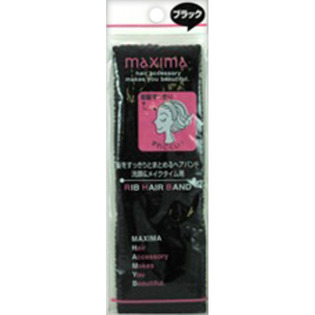 ブラック
maxima
hair accessory
makes you beautiful.
髪をすっきりとまとめるヘアバンド
洗顔&メイクタイム用
RIB HAIR BAND
MAXIMA
Hair
Accessory
Makes
You
Beautiful.